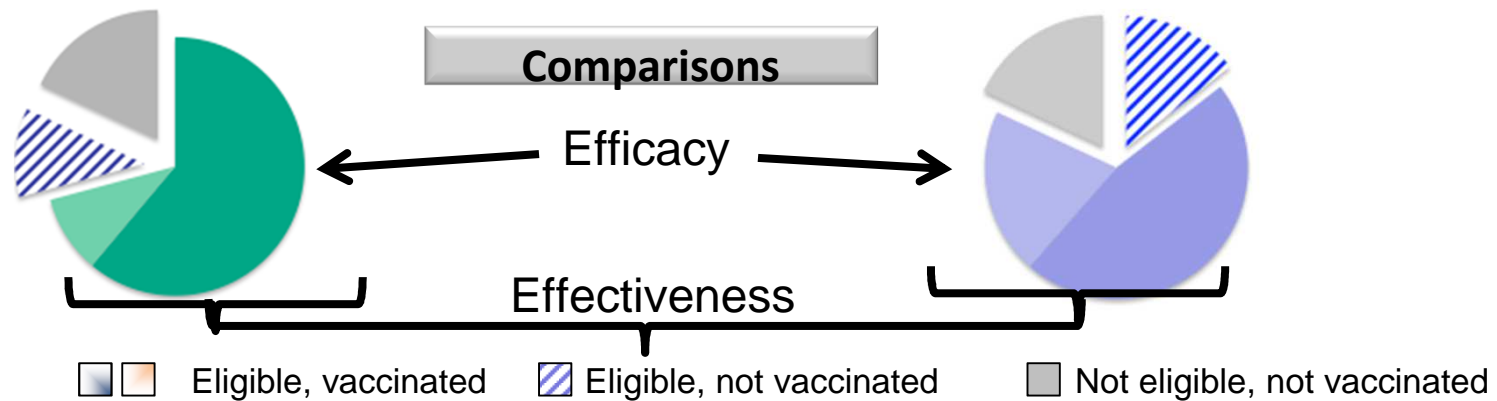 Comparisons
Efficacy
Effectiveness
Eligible, vaccinated
Eligible, not vaccinated
Not eligible, not vaccinated